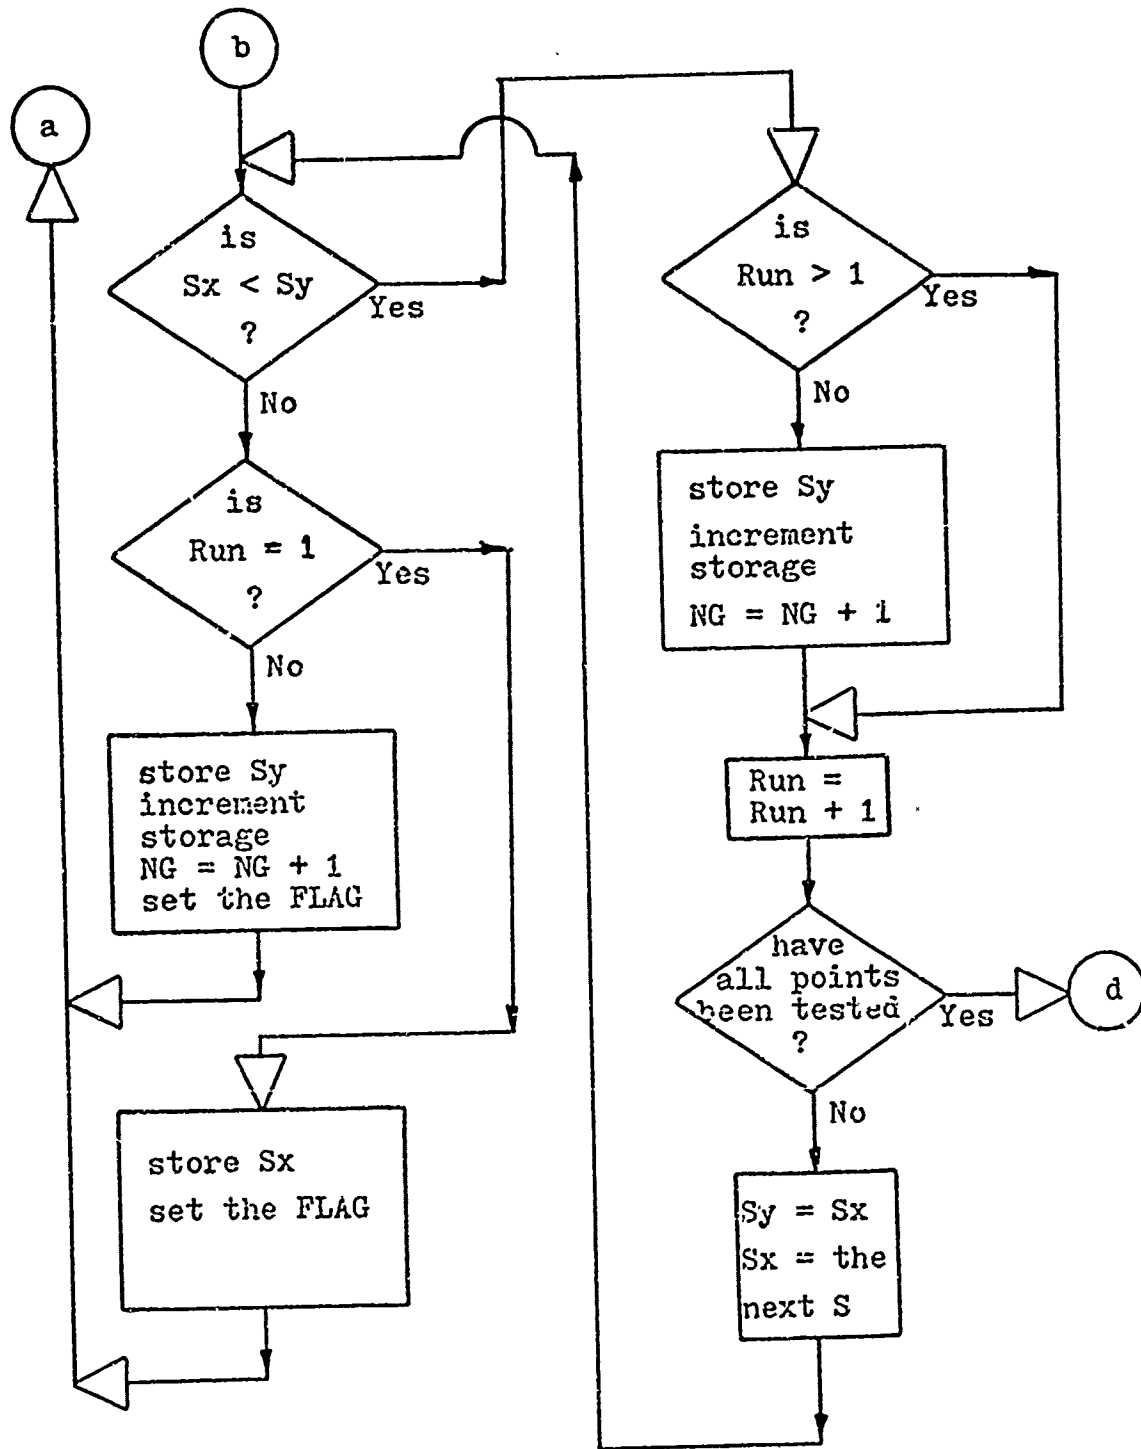 b
a
is
Sx < Sy
?
Yes
No
is
Run = 1
?
Yes
No
store Sy
increment
storage
NG = NG + 1
set the FLAG
store Sx
set the FLAG
is
Run > 1
?
Yes
No
store Sy
increment
storage
NG = NG + 1
Run =
Run + 1
have
all points
been tested
?
Yes
d
No
Sy = Sx
Sx = the
next S